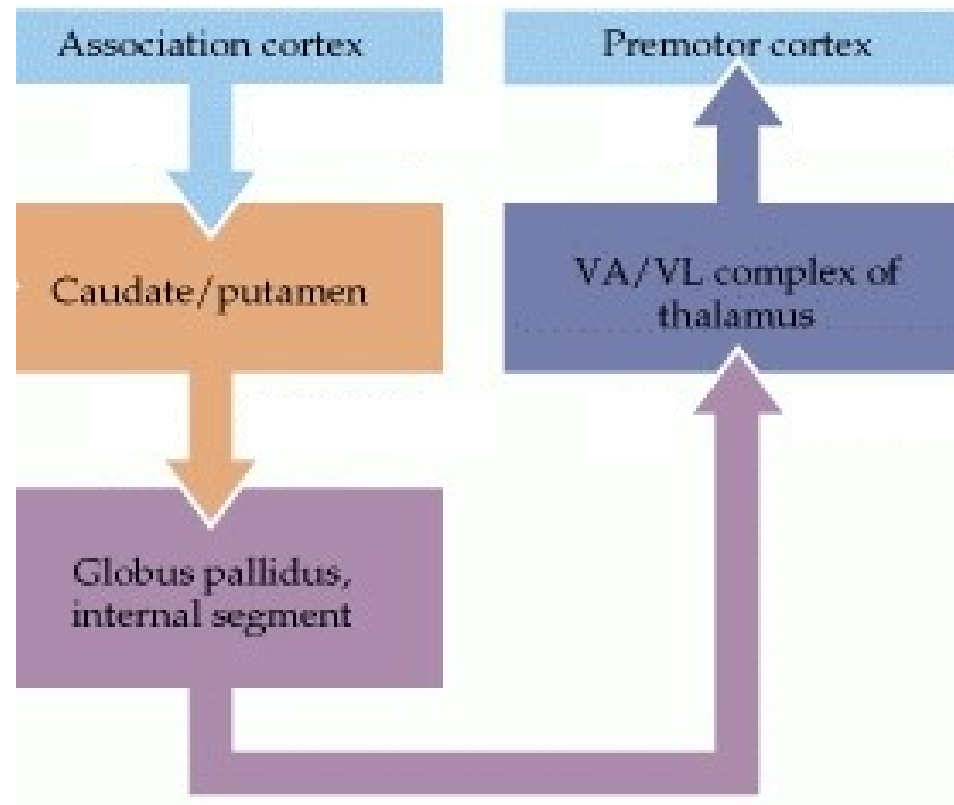 Association cortex
Premotor cortex
Caudate/putamen
VA/VL complex of
thalamus
Globus pallidus,
internal segment